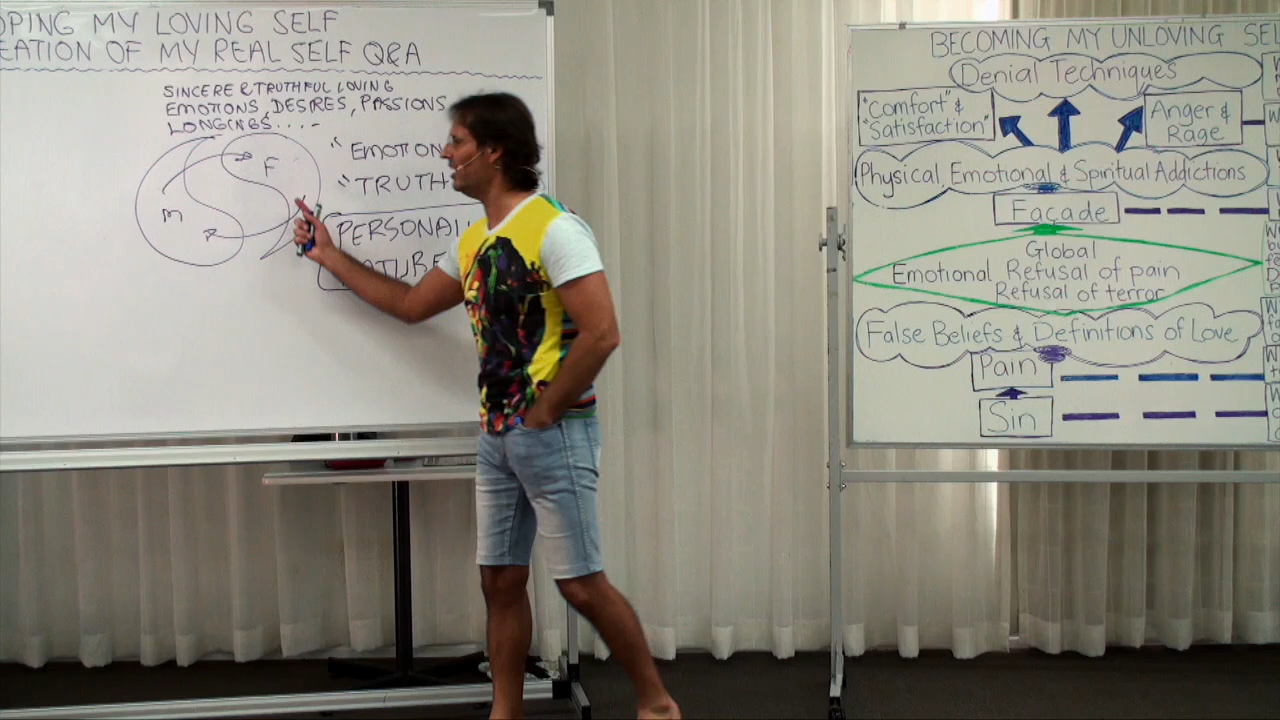 OPING MY LOVING SELF
EATION OF MY REAL SELF Q&A
SINCERE & TRUTHFUL LOVING
EMOTIONS, DESIRES, PASSIONS
LONGINGS....
F
M
R
"EMOTION
"TRUTH
PERSONAL
BECOMING MY UNLOVING SEL
Denial Techniques
"Comfort" &
"Satisfaction"
Anger &
Rage
Physical, Emotional & Spiritual Addictions
Façade
Global
Emotional Refusal of pain
Refusal of terror
False Beliefs & Definitions of Love
Pain
Sin